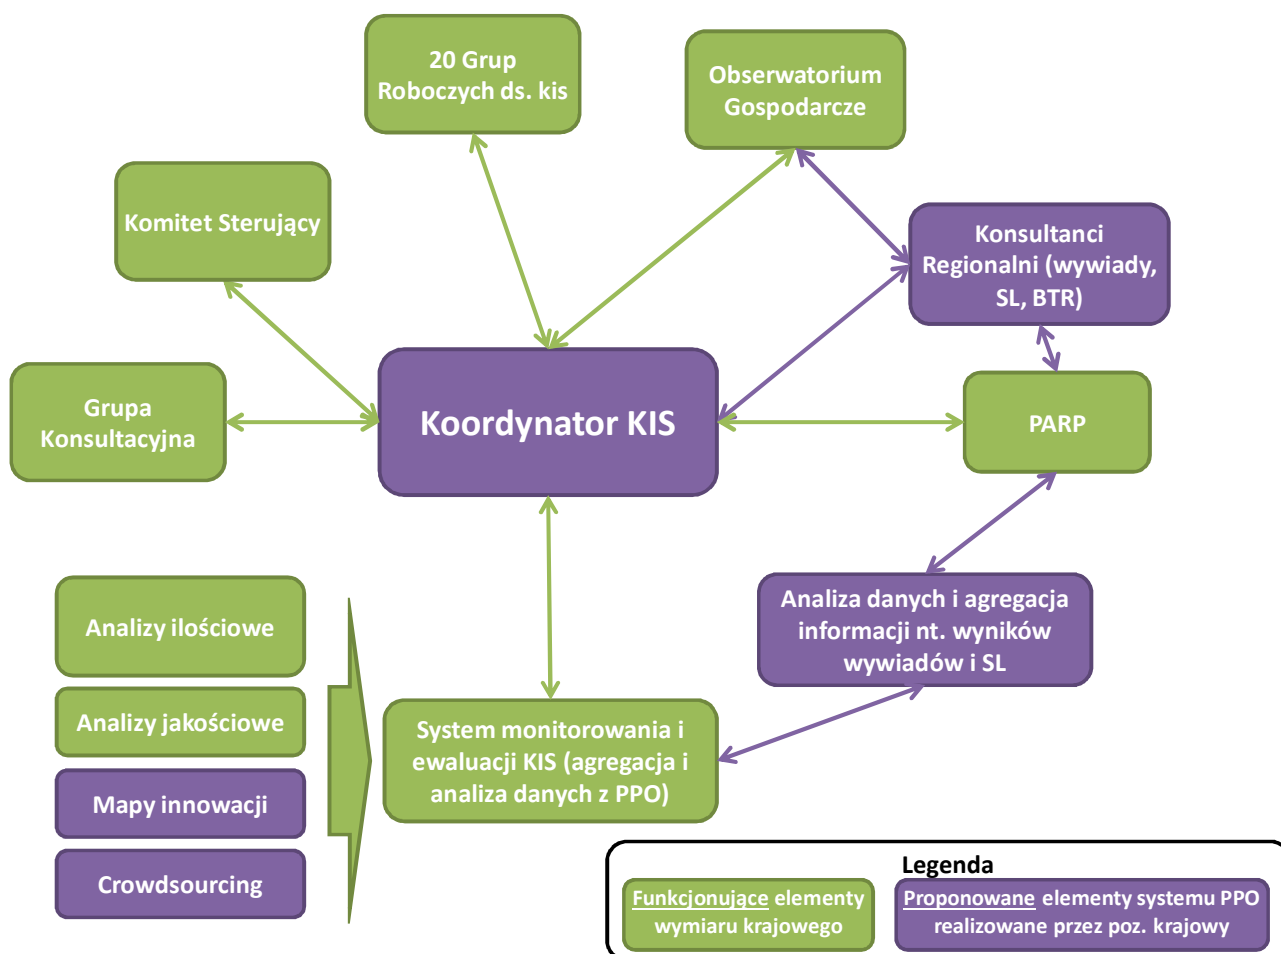 20 Grup
Roboczych ds. kis
Obserwatorium
Gospodarcze
Komitet Sterujący
Konsultanci
Regionalni (wywiady,
SL, BTR)
Grupa
Konsultacyjna
Koordynator KIS
PARP
Analizy ilościowe
Analizy jakościowe
Mapy innowacji
Crowdsourcing
System monitorowania i
ewaluacji KIS (agregacja i
analiza danych z PPO)
Analiza danych i agregacja
informacji nt. wyników
wywiadów i SL
Legenda
Funkcjonujące elementy
wymiaru krajowego
Proponowane elementy systemu PPO
realizowane przez poz. krajowy